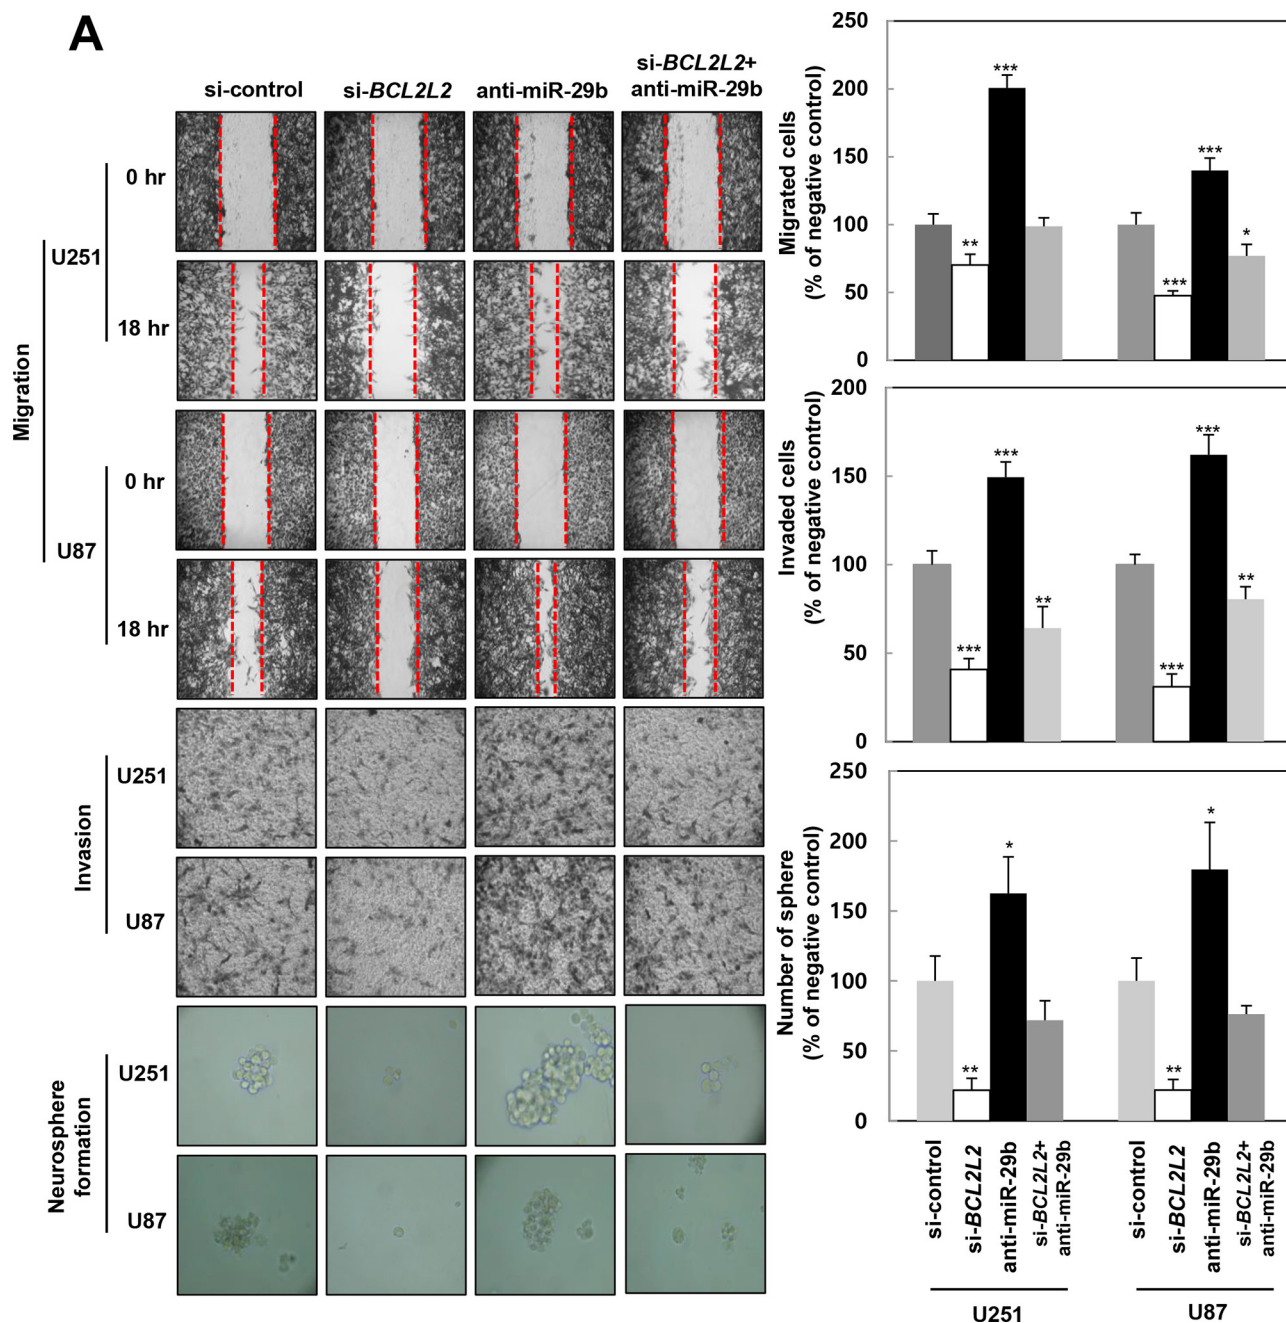 A
si-control
si-BCL2L2
anti-miR-29b
si-BCL2L2+
anti-miR-29b
Migration
U251
0 hr
18 hr
U87
0 hr
18 hr
Invasion
U251
U87
Neurosphere
formation
U251
U87
Migrated cells
(% of negative control)
250
200
150
100
50
0
***
**
***
***
*
Invaded cells
(% of negative control)
200
150
100
50
0
***
***
**
***
***
**
Number of sphere
(% of negative control)
250
200
150
100
50
0
**
*
**
*
si-control
si-BCL2L2
anti-miR-29b
si-BCL2L2+
anti-miR-29b
si-control
si-BCL2L2
anti-miR-29b
si-BCL2L2+
anti-miR-29b
U251
U87